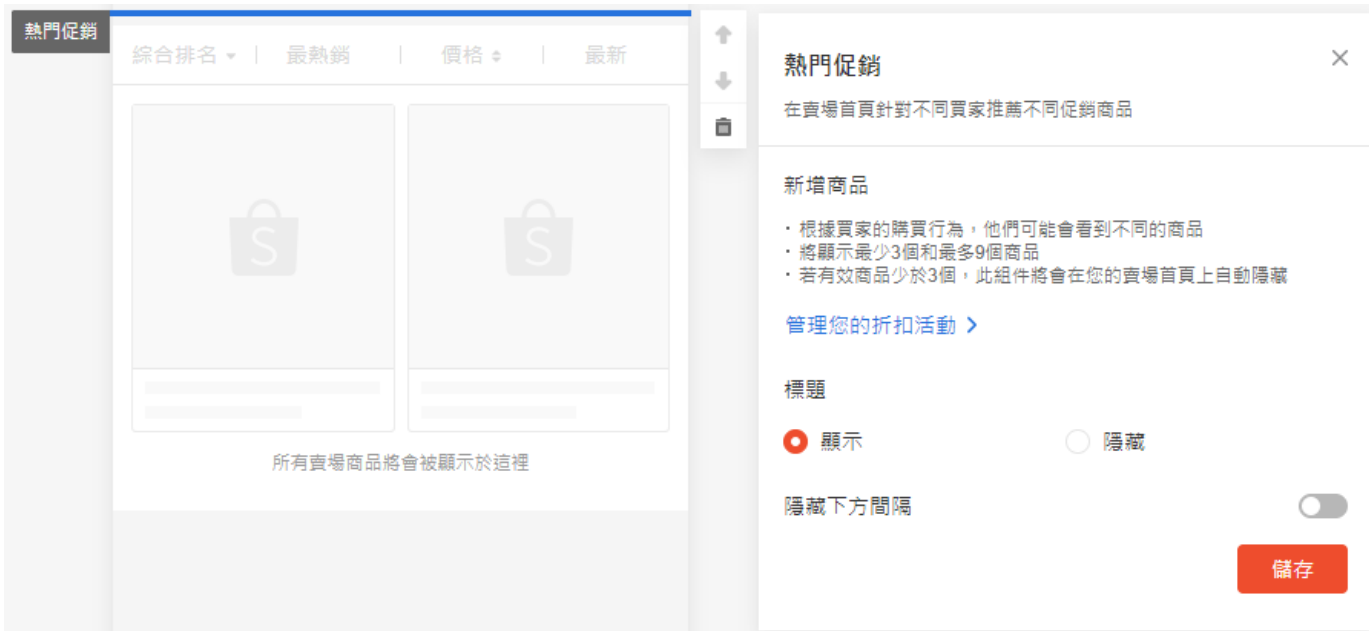 熱門促銷
綜合排名
最熱銷
價格
最新
S
S
所有賣場商品將會被顯示於這裡
熱門促銷
在賣場首頁針對不同買家推薦不同促銷商品
新增商品
・根據買家的購買行為，他們可能會看到不同的商品
・將顯示最少3個和最多9個商品
・若有效商品少於3個，此組件將會在您的賣場首頁上自動隱藏
管理您的折扣活動
標題
顯示
隱藏
隱藏下方間隔
儲存